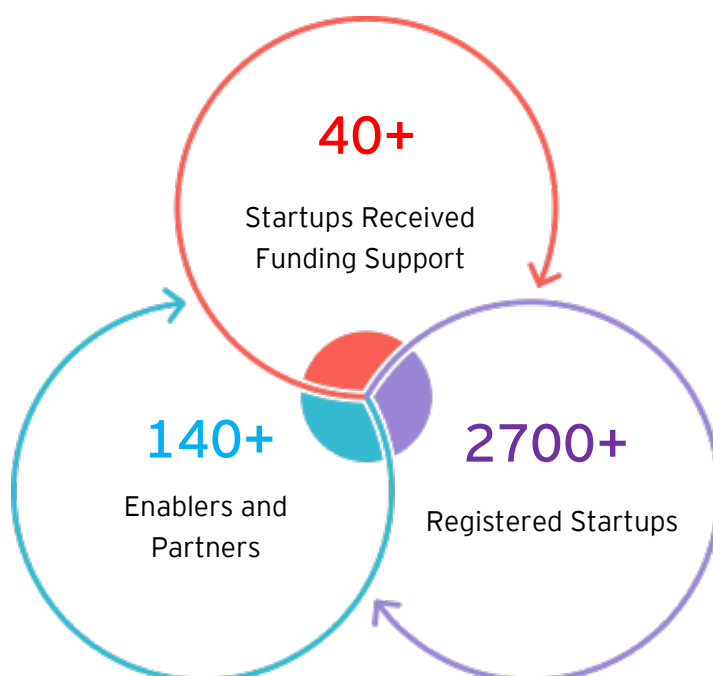 40+
Startups Received
Funding Support
140+
Enablers and
Partners
2700+
Registered Startups